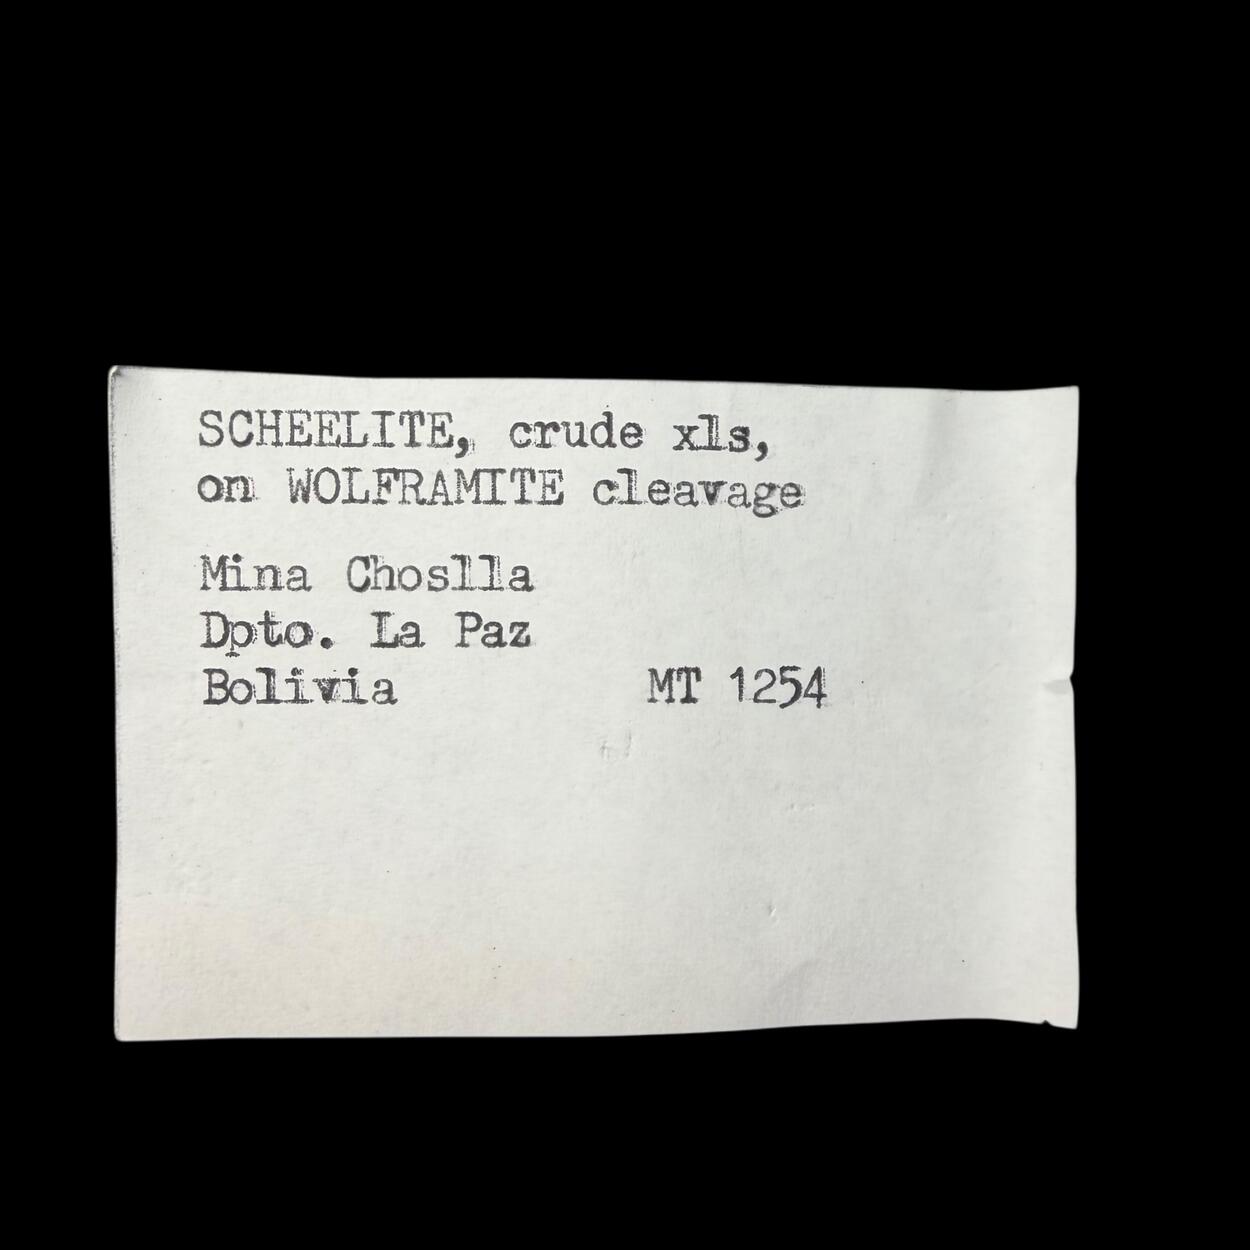 SCHEELITE, crude xls,
on WOLFRAMITE cleavage
Mina Choslla
Dpto. La Paz
Bolivia MT 1254